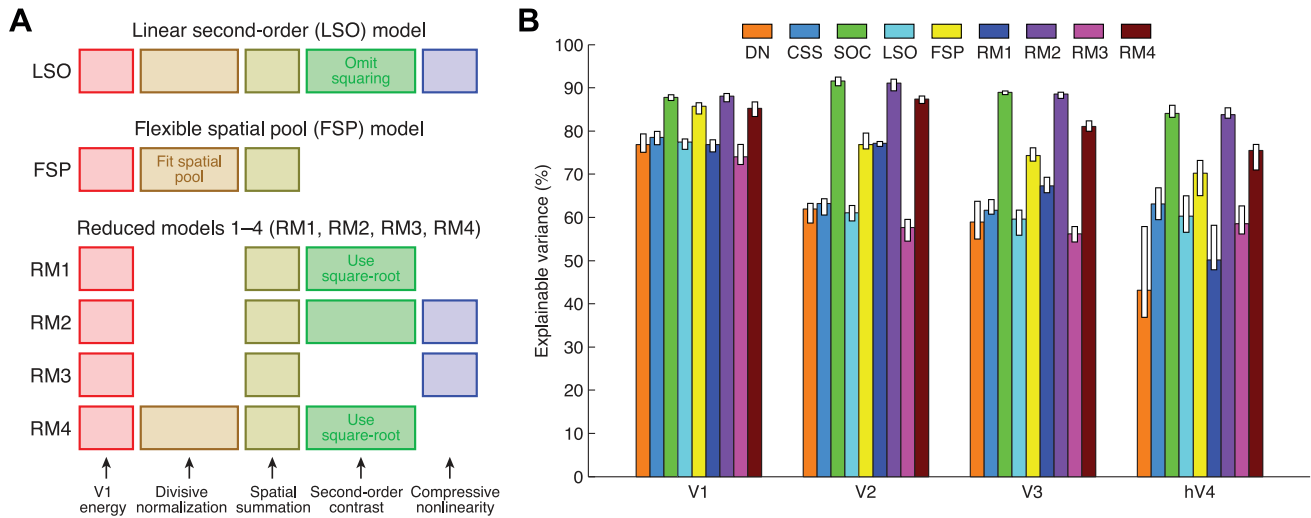 A
Linear second-order (LSO) model
LSO
Omit
squaring
Flexible spatial pool (FSP) model
FSP
Fit spatial
pool
Reduced models 1–4 (RM1, RM2, RM3, RM4)
RM1
Use
square-root
RM2
RM3
RM4
Use
square-root
V1
energy
Divisive
normalization
Spatial
summation
Second-order
contrast
Compressive
nonlinearity
B
DN CSS SOC LSO FSP RM1 RM2 RM3 RM4
Explainable variance (%)
100
90
80
70
60
50
40
30
20
10
0
V1 V2 V3 hV4